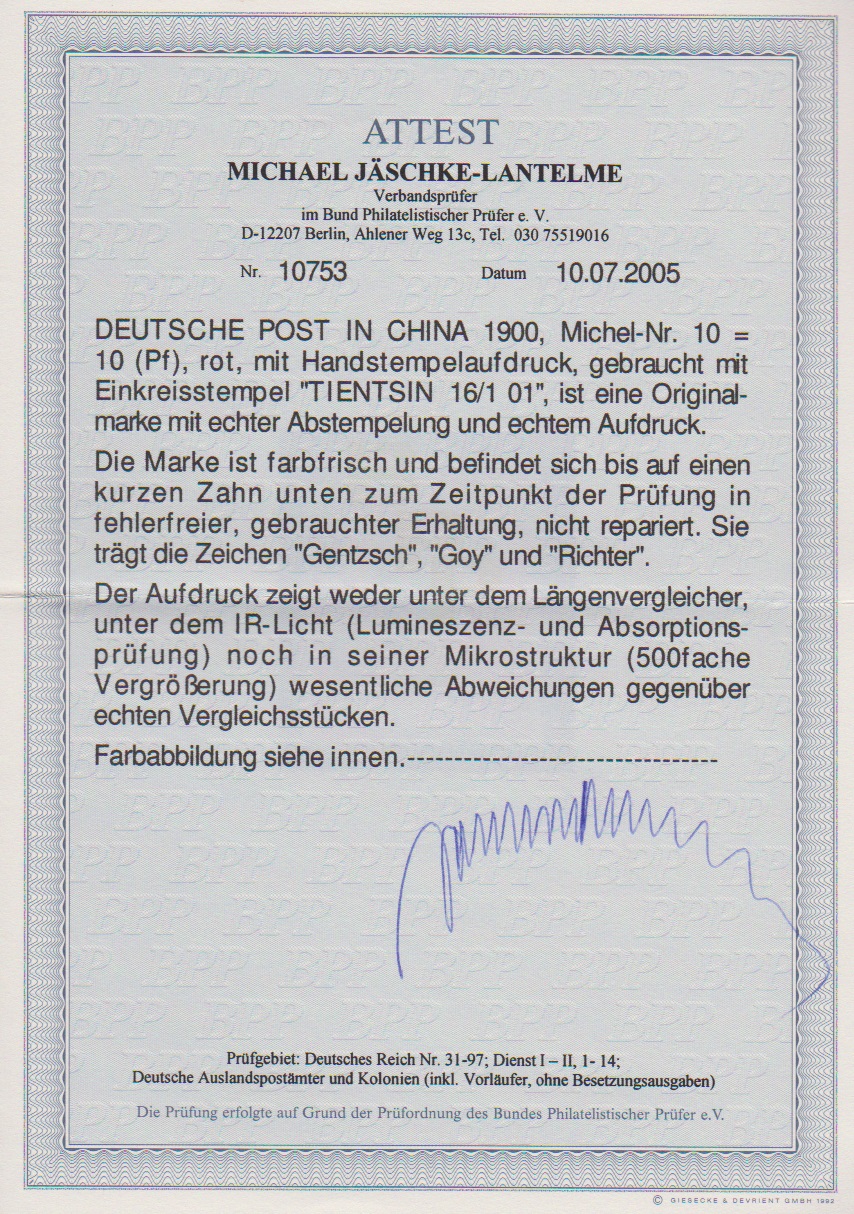 ATTEST
MICHAEL JÄSCHKE-LANTELME
Verbandsprüfer
im Bund Philatelistischer Prüfer e. V.
D-12207 Berlin, Ahlener Weg 13c, Tel. 030 75519016
Nr. 10753 Datum 10.07.2005
DEUTSCHE POST IN CHINA 1900, Michel-Nr. 10 =
10 (Pf), rot, mit Handstempelaufdruck, gebraucht mit
Einkreisstempel "TIENTSIN 16/1 01", ist eine Original-
marke mit echter Abstempelung und echtem Aufdruck.
Die Marke ist farbfrisch und befindet sich bis auf einen
kurzen Zahn unten zum Zeitpunkt der Prüfung in
fehlerfreier, gebrauchter Erhaltung, nicht repariert. Sie
trägt die Zeichen "Gentzsch", "Goy" und "Richter".
Der Aufdruck zeigt weder unter dem Längenvergleicher,
unter dem IR-Licht (Lumineszenz- und Absorptions-
prüfung) noch in seiner Mikrostruktur (500fache
Vergrößerung) wesentliche Abweichungen gegenüber
echten Vergleichsstücken.
Farbabbildung siehe innen.---------------------------------
Prüfgebiet: Deutsches Reich Nr. 31-97; Dienst I – II, 1- 14;
Deutsche Auslandspostämter und Kolonien (inkl. Vorläufer, ohne Besetzungsausgaben)
Die Prüfung erfolgte auf Grund der Prüfordnung des Bundes Philatelistischer Prüfer e.V.
© GIESECKE & DEVRIENT GMBH 1992